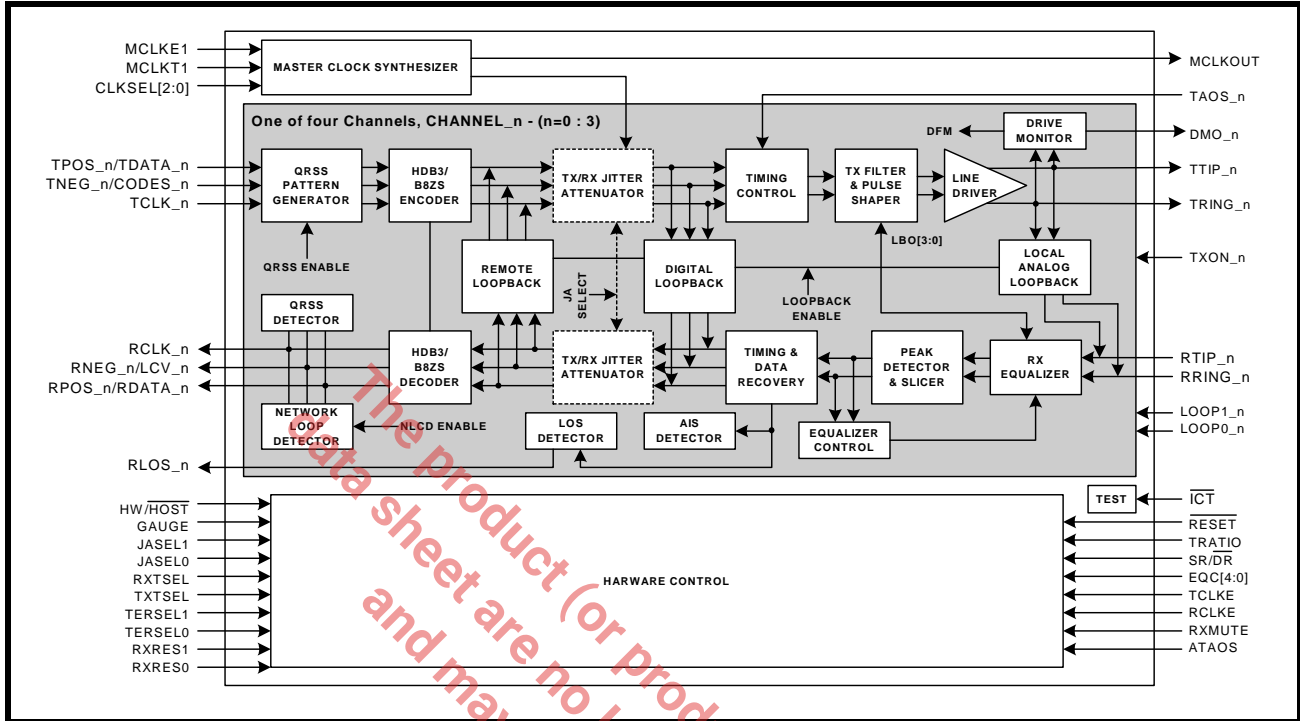 MCLKE1
MCLKT1
CLKSEL[2:0]
MASTER CLOCK SYNTHESIZER
MCLKOUT
TAOS_n
One of four Channels, CHANNEL_n - (n=0 : 3)
DFM
DRIVE
MONITOR
DMO_n
TPOS_n/TDATA_n
TNEG_n/CODES_n
TCLK_n
QRSS
PATTERN
GENERATOR
HDB3/
B8ZS
ENCODER
TX/RX JITTER
ATTENUATOR
TIMING
CONTROL
TX FILTER
& PULSE
SHAPER
LINE
DRIVER
TTIP_n
TRING_n
QRSS ENABLE
REMOTE
LOOPBACK
JA
SELECT
DIGITAL
LOOPBACK
LBO[3:0]
LOOPBACK
ENABLE
LOCAL
ANALOG
LOOPBACK
TXON_n
QRSS
DETECTOR
RCLK_n
RNEG_n/LCV_n
RPOS_n/RDATA_n
HDB3/
B8ZS
DECODER
TX/RX JITTER
ATTENUATOR
TIMING &
DATA
RECOVERY
PEAK
DETECTOR
& SLICER
RX
EQUALIZER
RTIP_n
RRING_n
NETWORK
LOOP
DETECTOR
NLCD ENABLE
LOS
DETECTOR
AIS
DETECTOR
EQUALIZER
CONTROL
LOOP1_n
LOOP0_n
RLOS_n
TEST
ICT
HW/HOST
GAUGE
JASEL1
JASEL0
RXTSEL
TXTSEL
TERSEL1
TERSEL0
RXRES1
RXRES0
HARWARE CONTROL
RESET
TRATIO
SR/DR
EQC[4:0]
TCLKE
RCLKE
RXMUTE
ATAOS
The product (or prod
data sheet are no l
and may